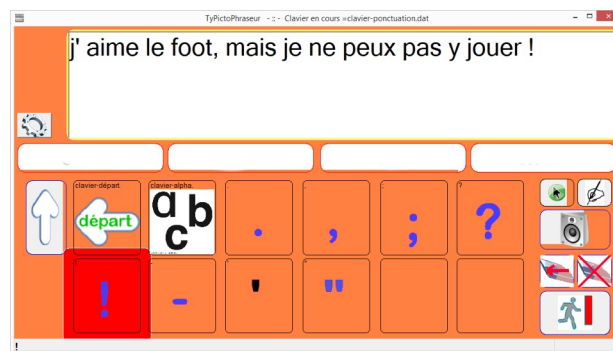 TyPictoPhraseur - :: - Clavier en cours =clavier-ponctuation.dat
j' aime le foot, mais je ne peux pas y jouer !
clavier-départ.
clavier-alpha.
départ
a b
c
. , ; ?
! - ' "
!